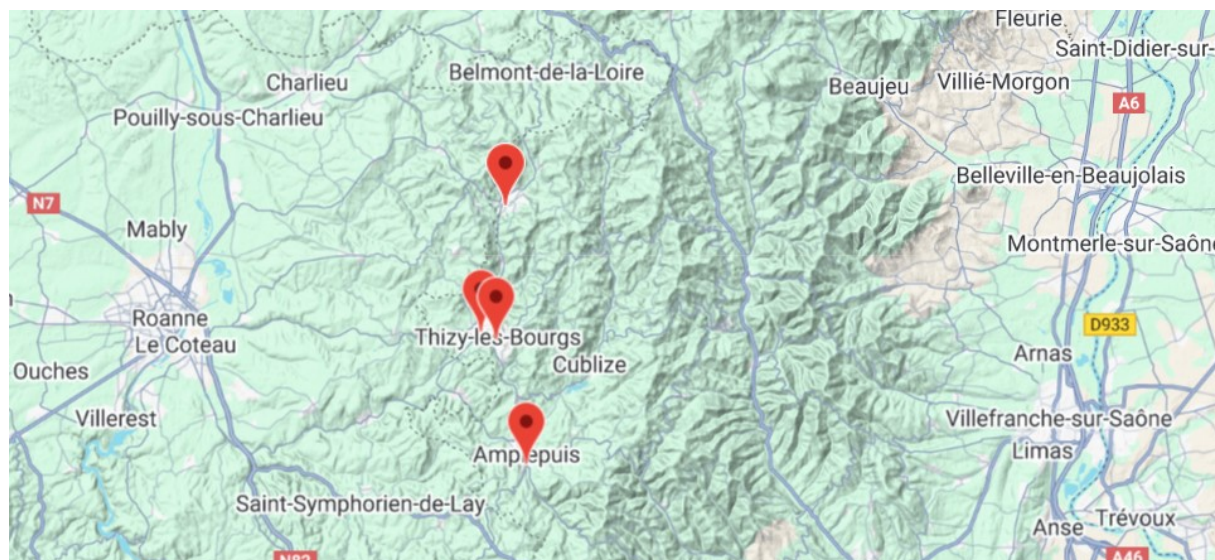 Fleurie
Saint-Didier-sur-
Charlieu
Belmont-de-la-Loire
Beaujeu
Villié-Morgon
A6
Pouilly-sous-Charlieu
Belleville-en-Beaujolais
N7
Mably
Montmerle-sur-Saône
Roanne
Le Coteau
Thizy-les-Bourgs
D933
Ouches
Cublize
Arnas
Villerest
Villefranche-sur-Saône
Limas
Amplepuis
Saint-Symphorien-de-Lay
Anse
Trévoux
N82
A46